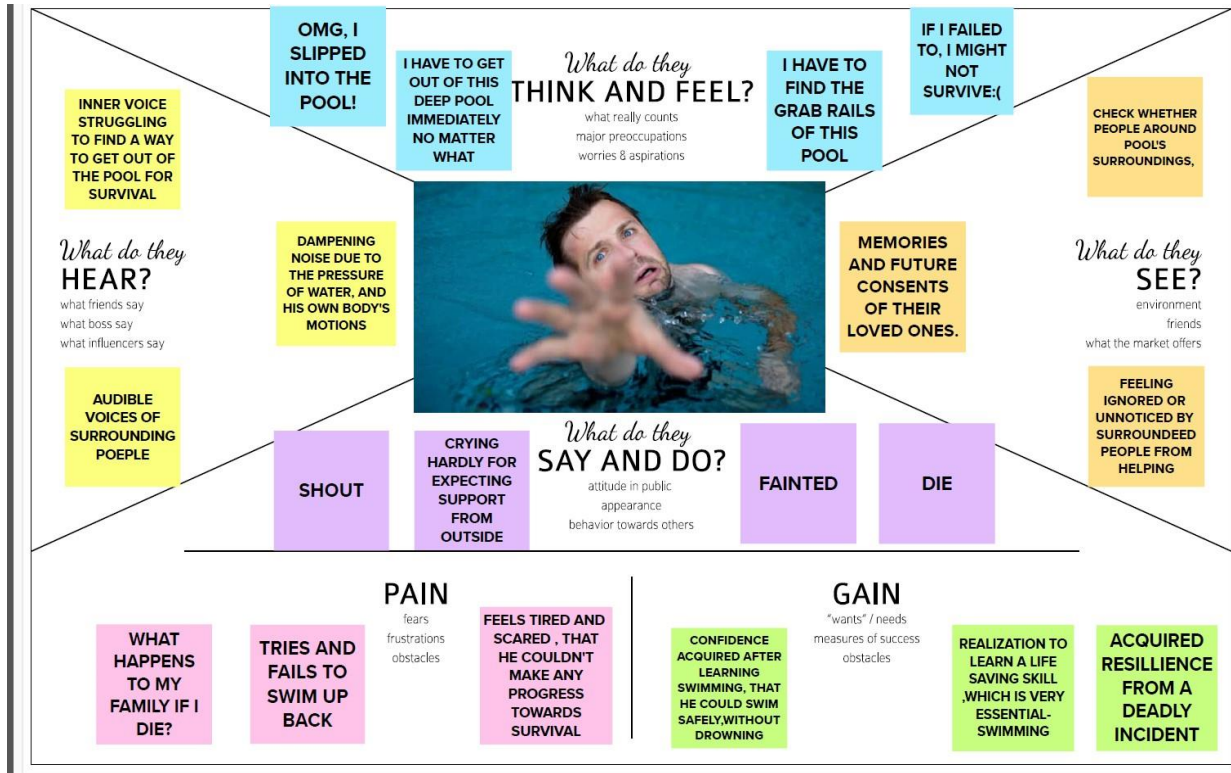 OMG, I
SLIPPED
INTO THE
POOL!
I HAVE TO GET
OUT OF THIS
DEEP POOL
IMMEDIATELY
NO MATTER
WHAT
What do they
THINK AND FEEL?
what really counts
major preoccupations
worries & aspirations
I HAVE TO
FIND THE
GRAB RAILS
OF THIS
POOL
IF I FAILED
TO, I MIGHT
NOT
SURVIVE:(
INNER VOICE
STRUGGLING
TO FIND A WAY
TO GET OUT OF
THE POOL FOR
SURVIVAL
What do they
HEAR?
what friends say
what boss say
what influencers say
DAMPENING
NOISE DUE TO
THE PRESSURE
OF WATER, AND
HIS OWN BODY'S
MOTIONS
AUDIBLE
VOICES OF
SURROUNDING
POEPLE
CHECK WHETHER
PEOPLE AROUND
POOL'S
SURROUNDINGS,
MEMORIES
AND FUTURE
CONSENTS
OF THEIR
LOVED ONES.
What do they
SEE?
environment
friends
what the market offers
FEELING
IGNORED OR
UNNOTICED BY
SURROUNDEED
PEOPLE FROM
HELPING
SHOUT
CRYING
HARDLY FOR
EXPECTING
SUPPORT
FROM
OUTSIDE
What do they
SAY AND DO?
attitude in public
appearance
behavior towards others
FAINTED
DIE
PAIN
fears
frustrations
obstacles
WHAT
HAPPENS
TO MY
FAMILY IF I
DIE?
TRIES AND
FAILS TO
SWIM UP
BACK
FEELS TIRED AND
SCARED , THAT
HE COULDN'T
MAKE ANY
PROGRESS
TOWARDS
SURVIVAL
GAIN
"wants" / needs
measures of success
obstacles
CONFIDENCE
ACQUIRED AFTER
LEARNING
SWIMMING, THAT
HE COULD SWIM
SAFELY,WITHOUT
DROWNING
REALIZATION TO
LEARN A LIFE
SAVING SKILL
,WHICH IS VERY
ESSENTIAL-
SWIMMING
ACQUIRED
RESILLIENCE
FROM A
DEADLY
INCIDENT